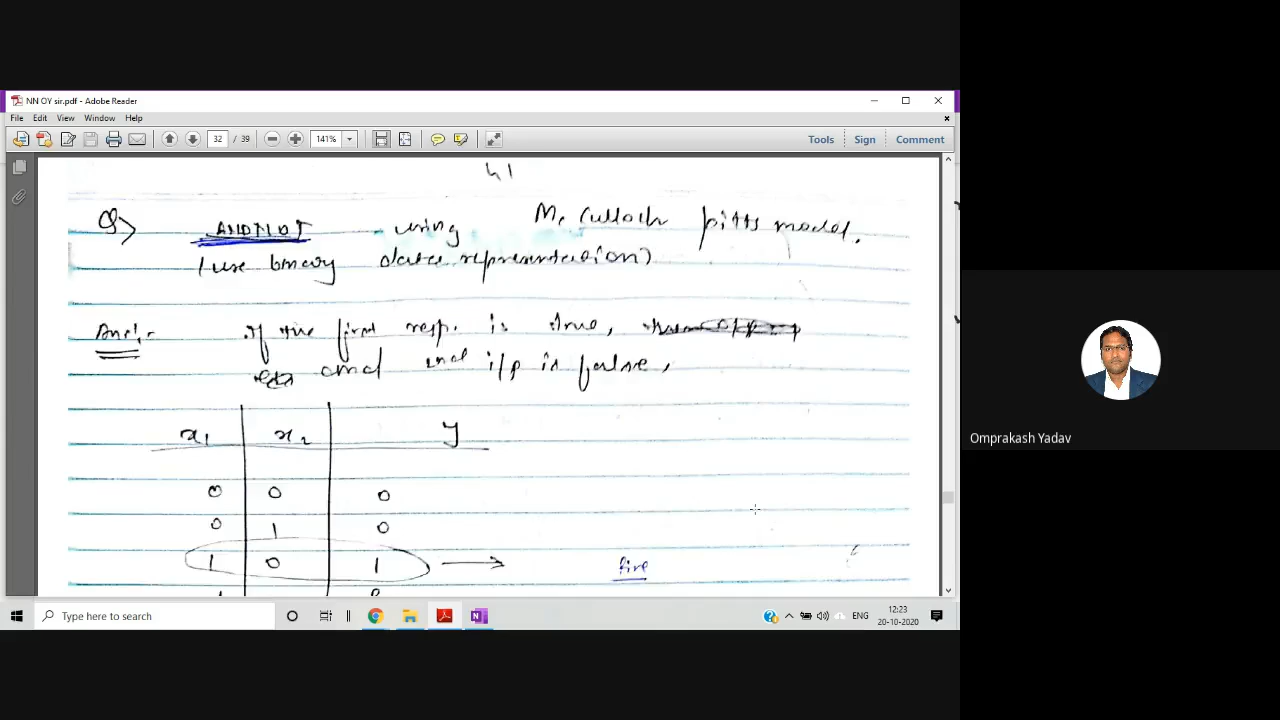 NN OY sir.pdf - Adobe Reader
File Edit View Window Help
32 / 39 141% Tools Sign Comment
41
Q> ANDNOT - using Mc Culloch pitts model.
(use binary data representation)
Ans:- If the first resp. is true,
and 2nd i/p is false,
x1 x2 y
0 0 0
0 1 0
1 0 1 → fire
Omprakash Yadav
Type here to search
ENG 12:23
20-10-2020